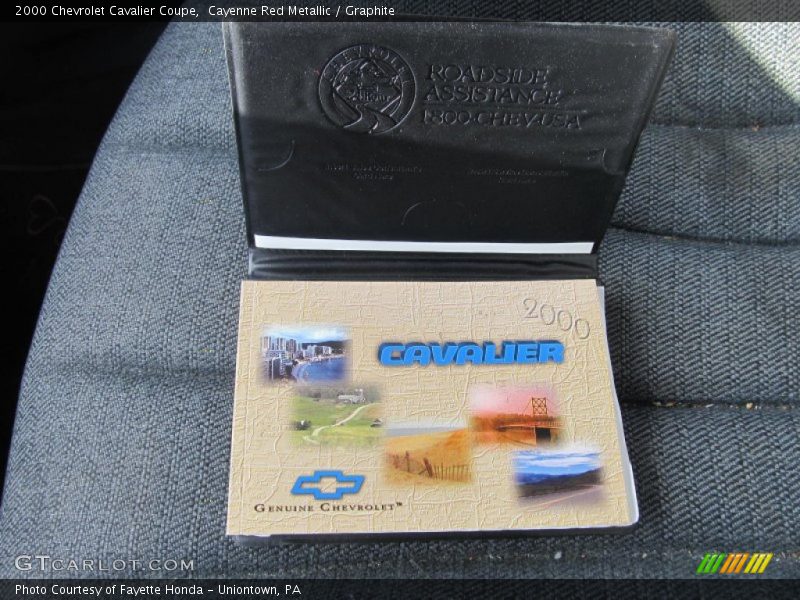 2000 Chevrolet Cavalier Coupe, Cayenne Red Metallic / Graphite
CHEVROLET
ROADSIDE
ASSISTANCE
1-800-CHEV-USA
2000
CAVALIER
GENUINE CHEVROLET™
GTCARLOT.COM
Photo Courtesy of Fayette Honda - Uniontown, PA